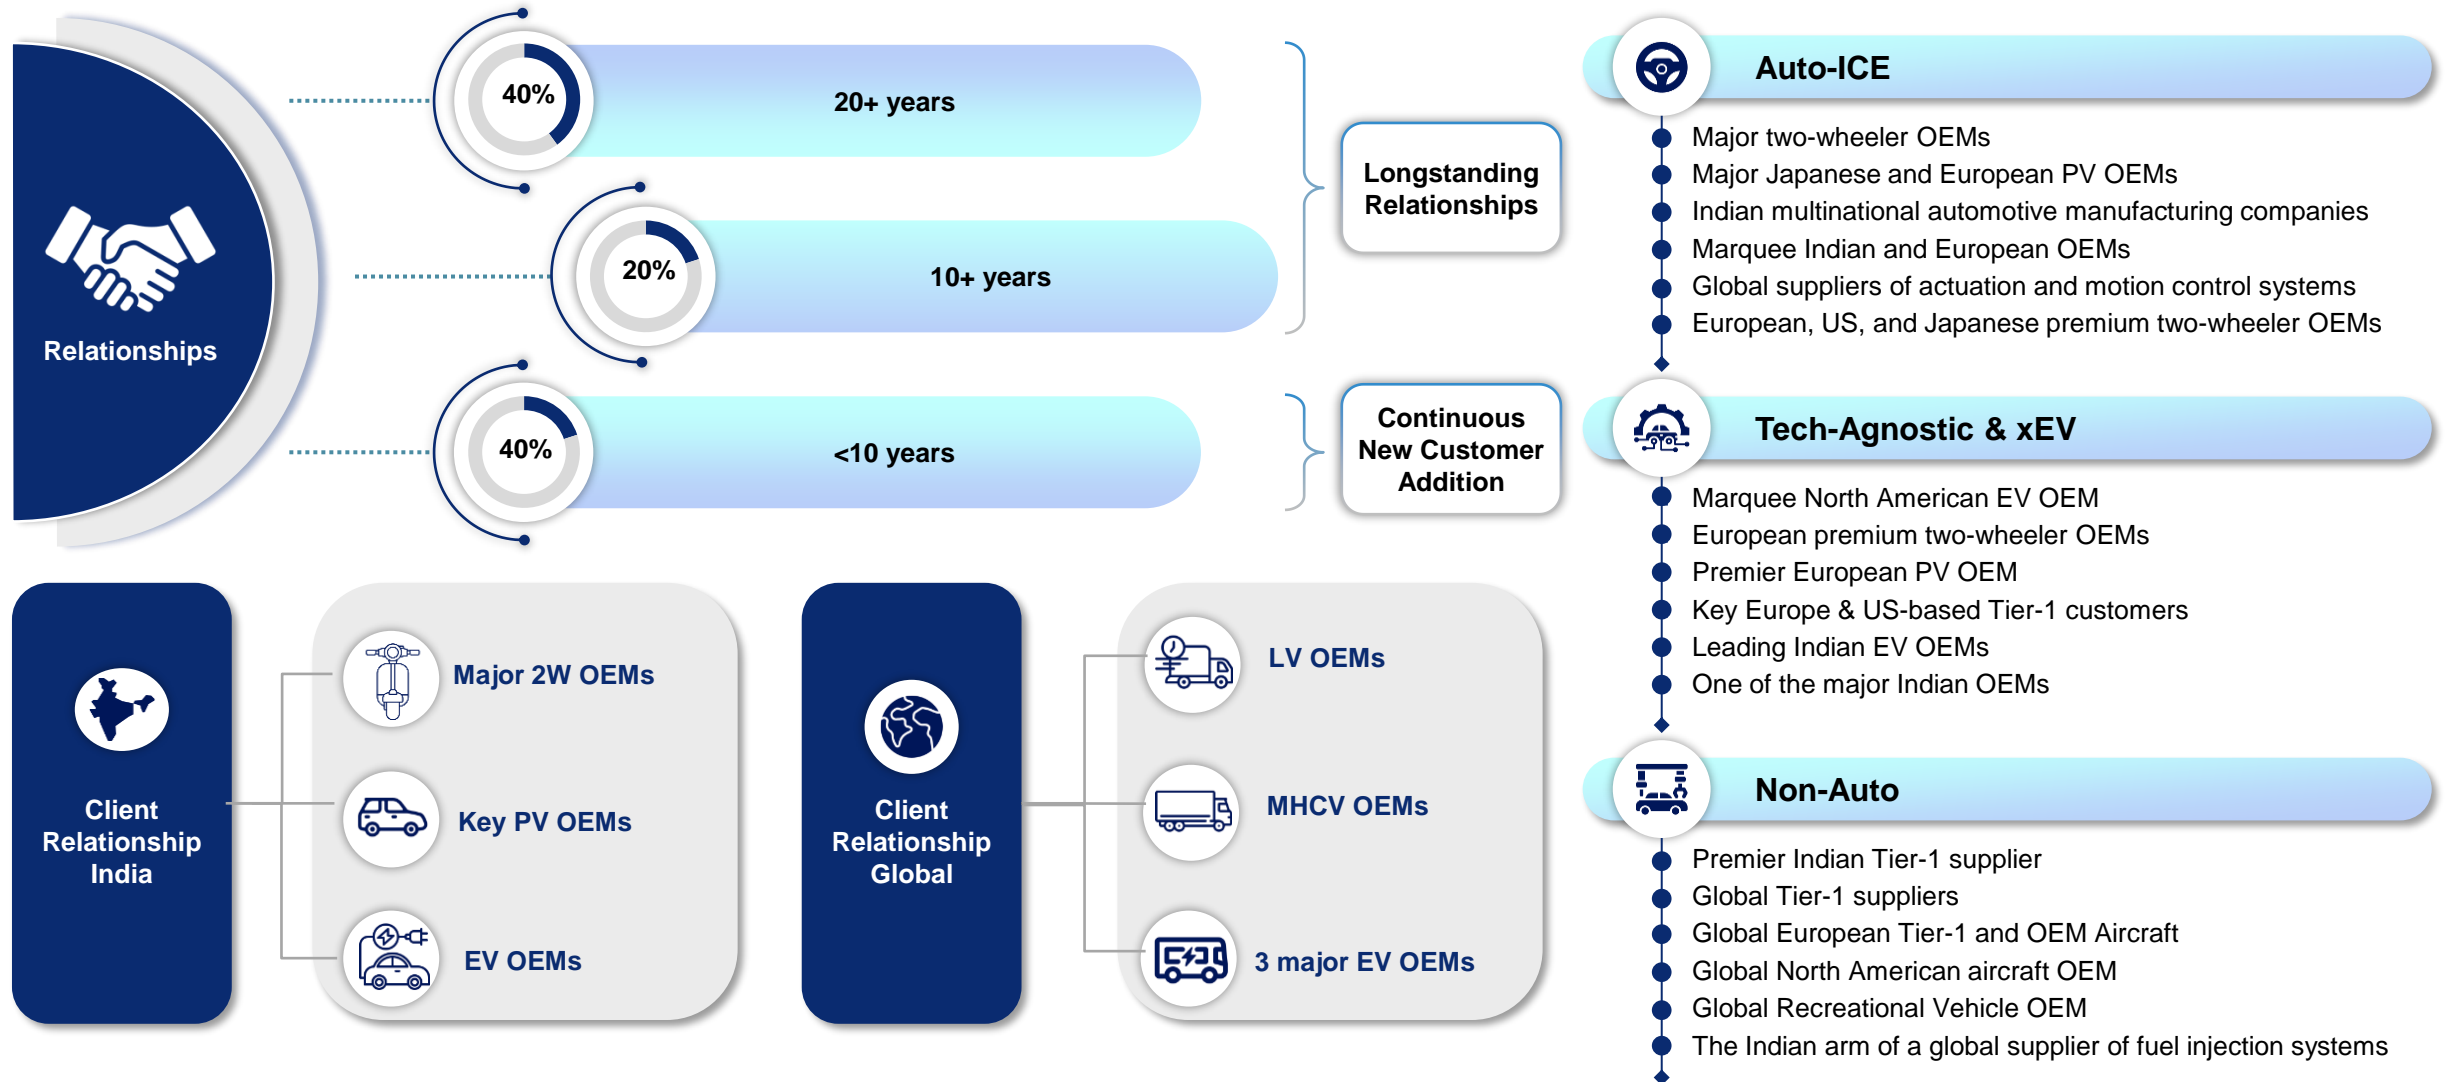 Relationships
40%
20+ years
20%
10+ years
40%
<10 years
Longstanding
Relationships
Continuous
New Customer
Addition
Client
Relationship
India
Major 2W OEMs
Key PV OEMs
EV OEMs
Client
Relationship
Global
LV OEMs
MHCV OEMs
3 major EV OEMs
Auto-ICE
Major two-wheeler OEMs
Major Japanese and European PV OEMs
Indian multinational automotive manufacturing companies
Marquee Indian and European OEMs
Global suppliers of actuation and motion control systems
European, US, and Japanese premium two-wheeler OEMs
Tech-Agnostic & xEV
Marquee North American EV OEM
European premium two-wheeler OEMs
Premier European PV OEM
Key Europe & US-based Tier-1 customers
Leading Indian EV OEMs
One of the major Indian OEMs
Non-Auto
Premier Indian Tier-1 supplier
Global Tier-1 suppliers
Global European Tier-1 and OEM Aircraft
Global North American aircraft OEM
Global Recreational Vehicle OEM
The Indian arm of a global supplier of fuel injection systems